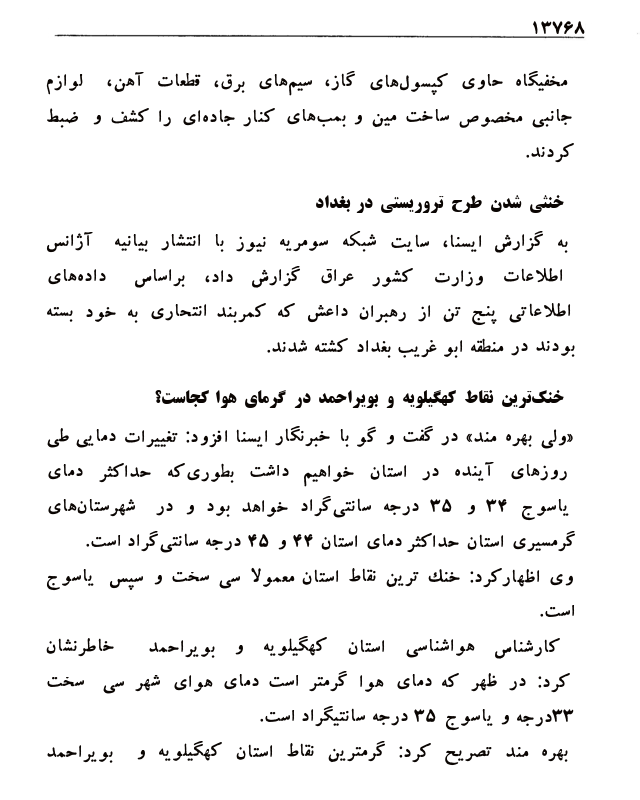 ۱۳۷۶۸
مخفیگاه حاوی کپسول‌های گاز، سیم‌های برق، قطعات آهن، لوازم
جانبی مخصوص ساخت مین و بمب‌های کنار جاده‌ای را کشف و ضبط
کردند.
خنثی شدن طرح تروریستی در بغداد
به گزارش ایسنا، سایت شبکه سومریه نیوز با انتشار بیانیه آژانس
اطلاعات وزارت کشور عراق گزارش داد، براساس داده‌های
اطلاعاتی پنج تن از رهبران داعش که کمربند انتحاری به خود بسته
بودند در منطقه ابو غریب بغداد کشته شدند.
خنک‌ترین نقاط کهگیلویه و بویراحمد در گرمای هوا کجاست؟
«ولی بهره مند» در گفت و گو با خبرنگار ایسنا افزود: تغییرات دمایی طی
روزهای آینده در استان خواهیم داشت بطوری‌که حداکثر دمای
یاسوج ۳۴ و ۳۵ درجه سانتی‌گراد خواهد بود و در شهرستان‌های
گرمسیری استان حداکثر دمای استان ۴۴ و ۴۵ درجه سانتی‌گراد است.
وی اظهارکرد: خنك ترین نقاط استان معمولا سی سخت و سپس یاسوج
است.
کارشناس هواشناسی استان کهگیلویه و بویراحمد خاطرنشان
کرد: در ظهر که دمای هوا گرمتر است دمای هوای شهر سی سخت
۳۳درجه و یاسوج ۳۵ درجه سانتیگراد است.
بهره مند تصریح کرد: گرمترین نقاط استان کهگیلویه و بویراحمد